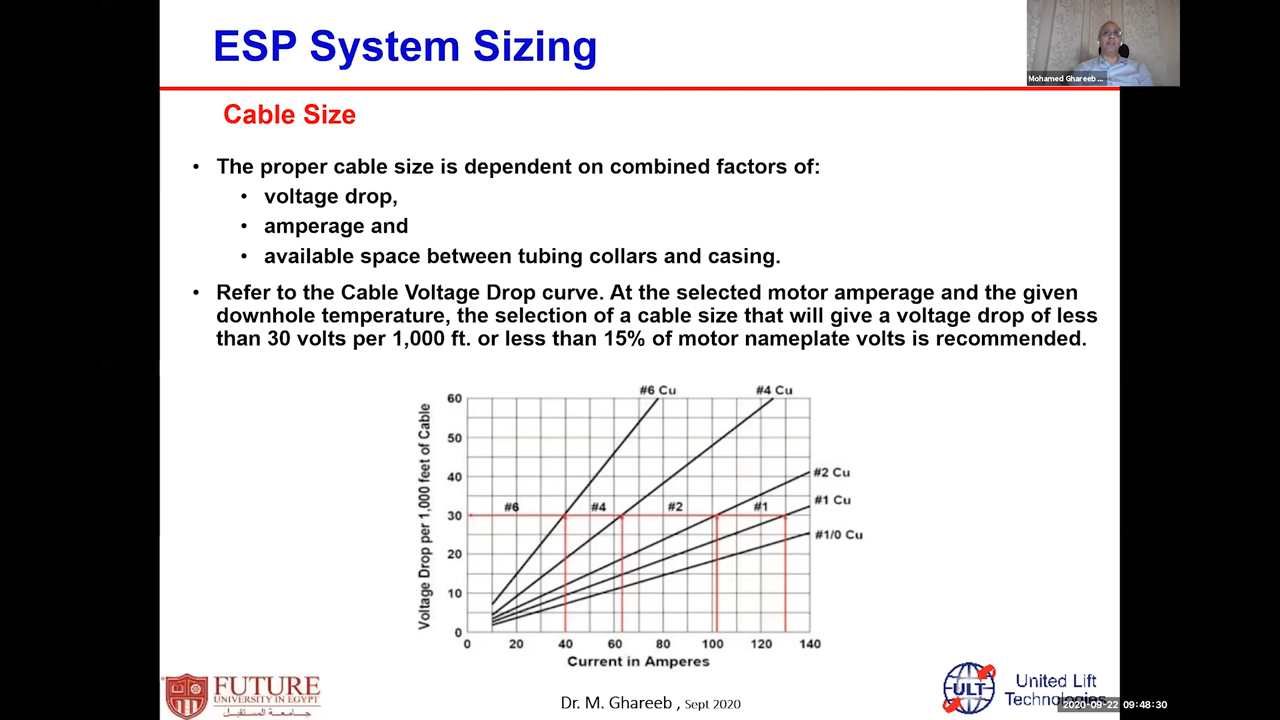 ESP System Sizing
Mohamed Ghareeb ...
Cable Size
• The proper cable size is dependent on combined factors of:
• voltage drop,
• amperage and
• available space between tubing collars and casing.
• Refer to the Cable Voltage Drop curve. At the selected motor amperage and the given
downhole temperature, the selection of a cable size that will give a voltage drop of less
than 30 volts per 1,000 ft. or less than 15% of motor nameplate volts is recommended.
#6 Cu #4 Cu
Voltage Drop per 1,000 feet of Cable
60
50
40
30
20
10
0
#2 Cu
#1 Cu
#1/0 Cu
#6 #4 #2 #1
0 20 40 60 80 100 120 140
Current in Amperes
FUTURE
UNIVERSITY IN EGYPT
جامعة المستقبل
Dr. M. Ghareeb , Sept 2020
ULT
United Lift
Technologies
2020-09-22 09:48:30